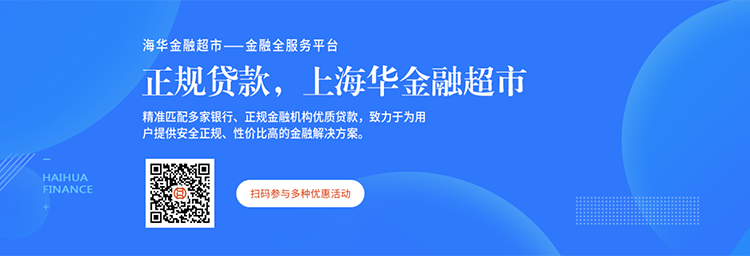 海华金融超市——金融全服务平台
正规贷款，上海华金融超市
精准匹配多家银行、正规金融机构优质贷款，致力于为用
户提供安全正规、性价比高的金融解决方案。
HAIHUA
FINANCE
扫码参与多种优惠活动